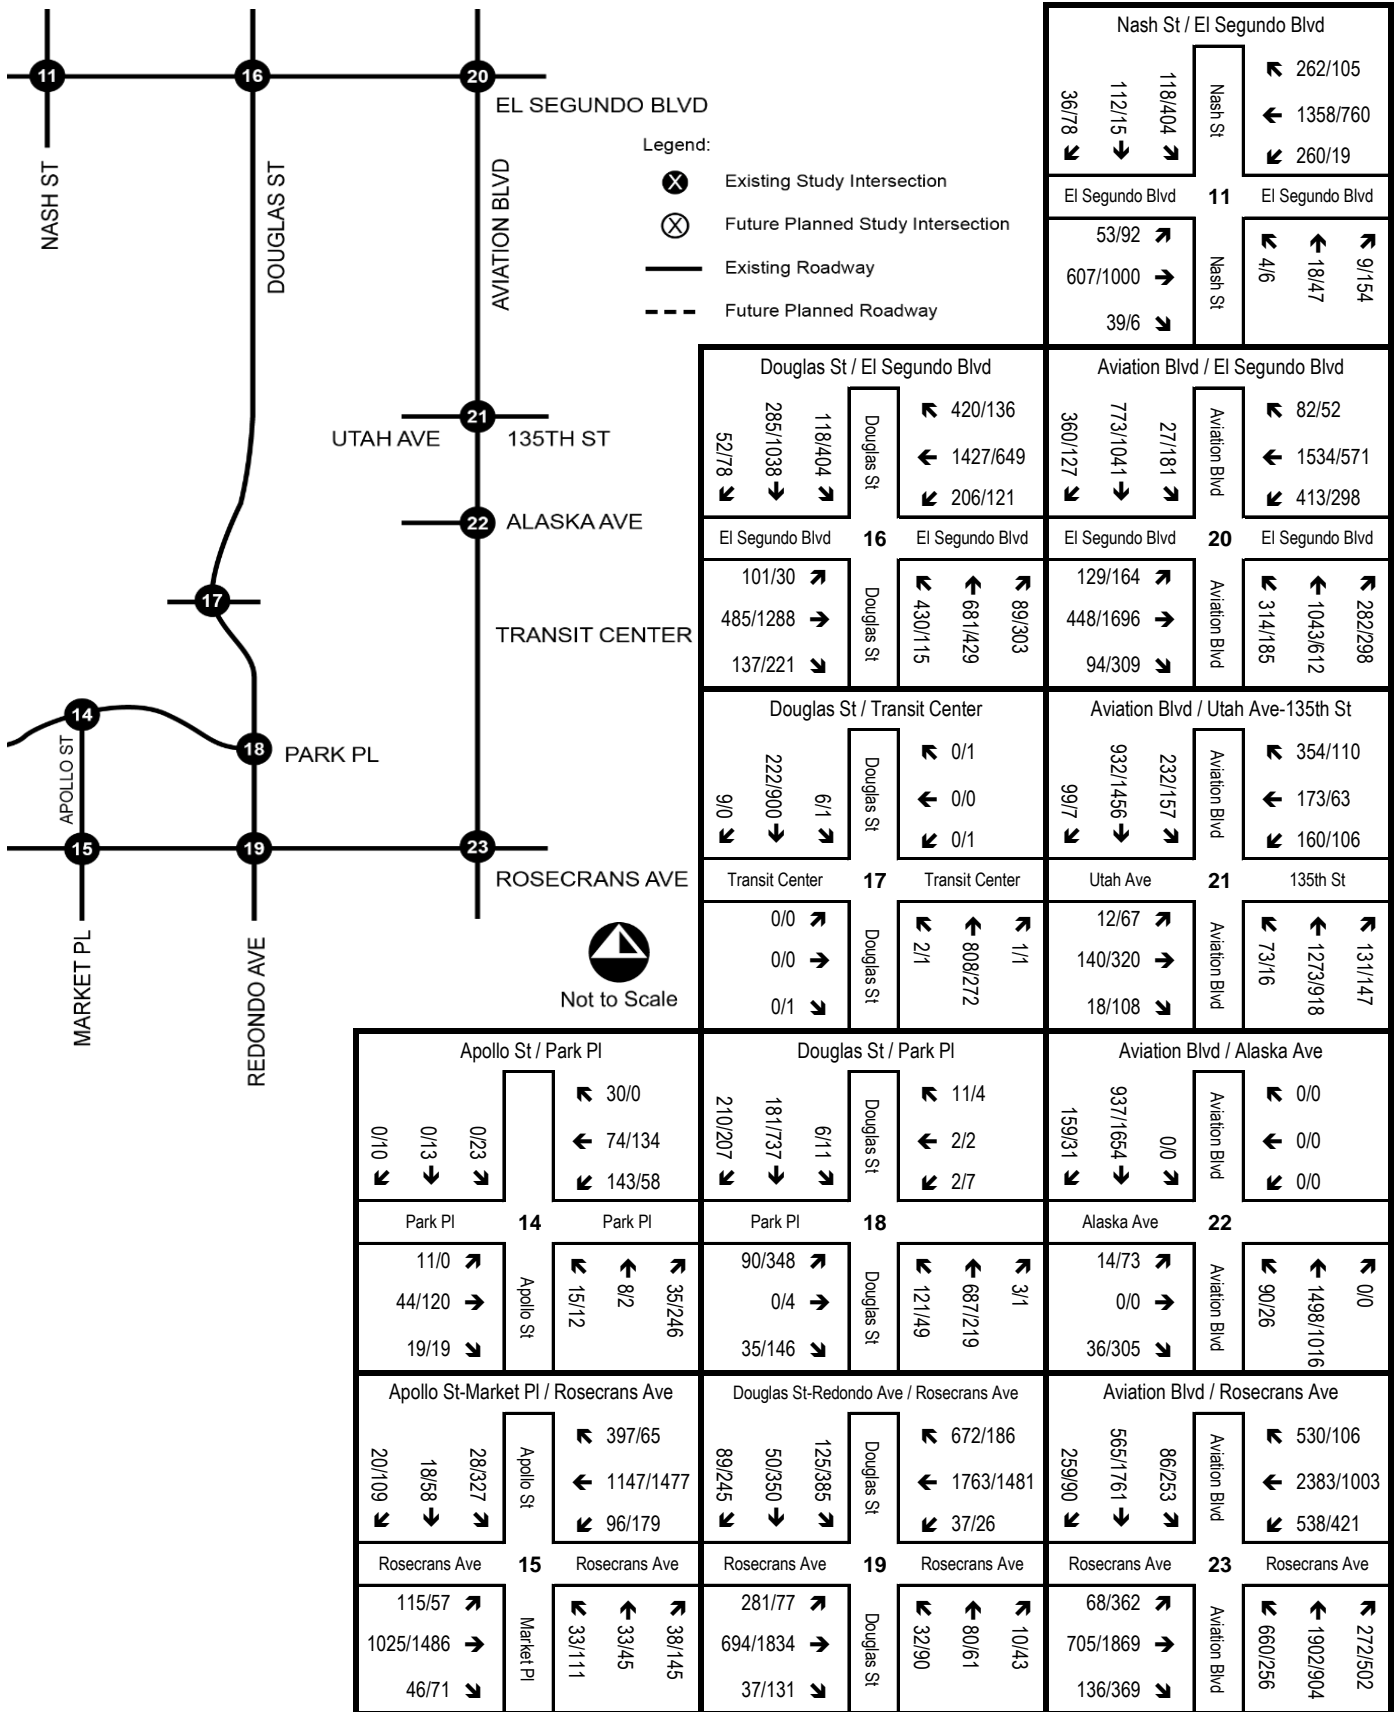 11
16
20
EL SEGUNDO BLVD
NASH ST
DOUGLAS ST
AVIATION BLVD
Legend:
X Existing Study Intersection
X Future Planned Study Intersection
Existing Roadway
Future Planned Roadway
21
UTAH AVE
135TH ST
22
ALASKA AVE
17
TRANSIT CENTER
14
18
PARK PL
APOLLO ST
15
19
23
ROSECRANS AVE
MARKET PL
REDONDO AVE
Not to Scale
Nash St / El Segundo Blvd
36/78 112/15 118/404
Nash St
262/105
1358/760
260/19
El Segundo Blvd 11 El Segundo Blvd
53/92
607/1000
39/6
Nash St
4/6 18/47 9/154
Douglas St / El Segundo Blvd
52/78 285/1038 118/404
Douglas St
420/136
1427/649
206/121
El Segundo Blvd 16 El Segundo Blvd
101/30
485/1288
137/221
Douglas St
430/115 681/429 89/303
Aviation Blvd / El Segundo Blvd
360/127 773/1041 27/181
Aviation Blvd
82/52
1534/571
413/298
El Segundo Blvd 20 El Segundo Blvd
129/164
448/1696
94/309
Aviation Blvd
314/185 1043/612 282/298
Douglas St / Transit Center
9/0 222/900 6/1
Douglas St
0/1
0/0
0/1
Transit Center 17 Transit Center
0/0
0/0
0/1
Douglas St
2/1 808/272 1/1
Aviation Blvd / Utah Ave-135th St
99/7 932/1456 232/157
Aviation Blvd
354/110
173/63
160/106
Utah Ave 21 135th St
12/67
140/320
18/108
Aviation Blvd
73/16 1273/918 131/147
Apollo St / Park Pl
0/10 0/13 0/23
30/0
74/134
143/58
Park Pl 14 Park Pl
11/0
44/120
19/19
Apollo St
15/12 8/2 35/246
Douglas St / Park Pl
210/207 181/737 6/11
Douglas St
11/4
2/2
2/7
Park Pl 18
90/348
0/4
35/146
Douglas St
121/49 687/219 3/1
Aviation Blvd / Alaska Ave
159/31 937/1654 0/0
Aviation Blvd
0/0
0/0
0/0
Alaska Ave 22
14/73
0/0
36/305
Aviation Blvd
90/26 1498/1016 0/0
Apollo St-Market Pl / Rosecrans Ave
20/109 18/58 28/327
Apollo St
397/65
1147/1477
96/179
Rosecrans Ave 15 Rosecrans Ave
115/57
1025/1486
46/71
Market Pl
33/111 33/45 38/145
Douglas St-Redondo Ave / Rosecrans Ave
89/245 50/350 125/385
Douglas St
672/186
1763/1481
37/26
Rosecrans Ave 19 Rosecrans Ave
281/77
694/1834
37/131
Douglas St
32/90 80/61 10/43
Aviation Blvd / Rosecrans Ave
259/90 565/1761 86/253
Aviation Blvd
530/106
2383/1003
538/421
Rosecrans Ave 23 Rosecrans Ave
68/362
705/1869
136/369
Aviation Blvd
660/256 1902/904 272/502